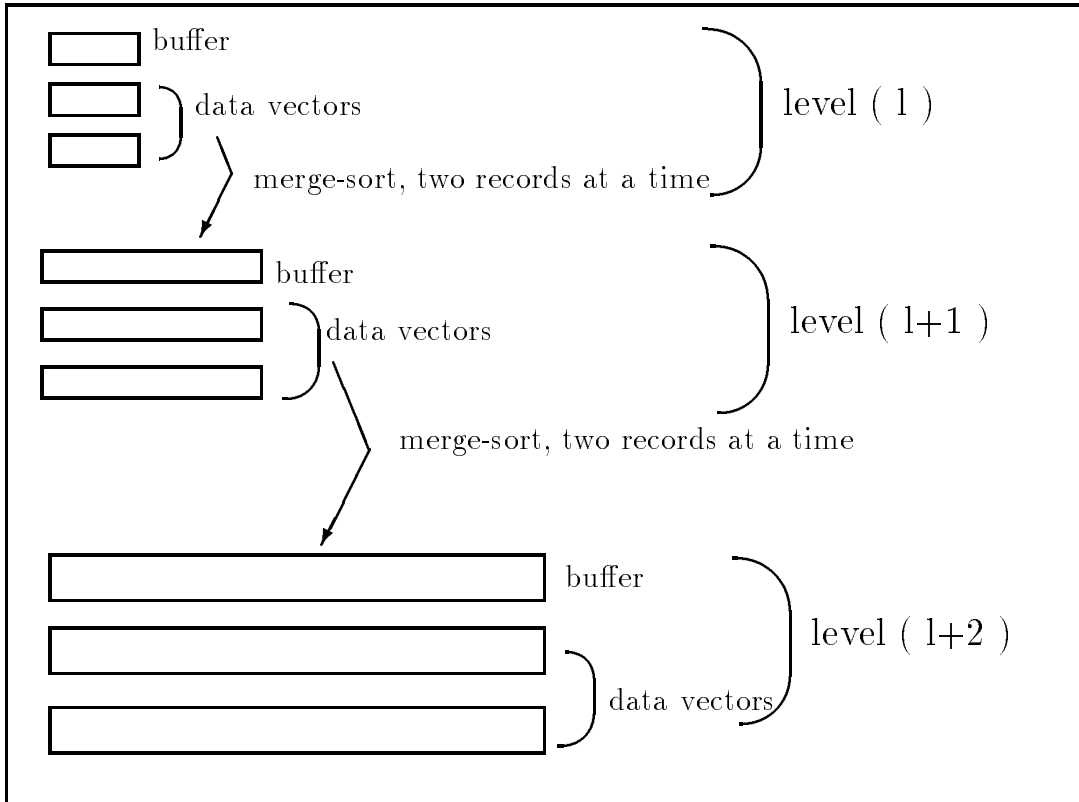 buffer
data vectors
level ( l )
merge-sort, two records at a time
buffer
data vectors
level ( l+1 )
merge-sort, two records at a time
buffer
level ( l+2 )
data vectors